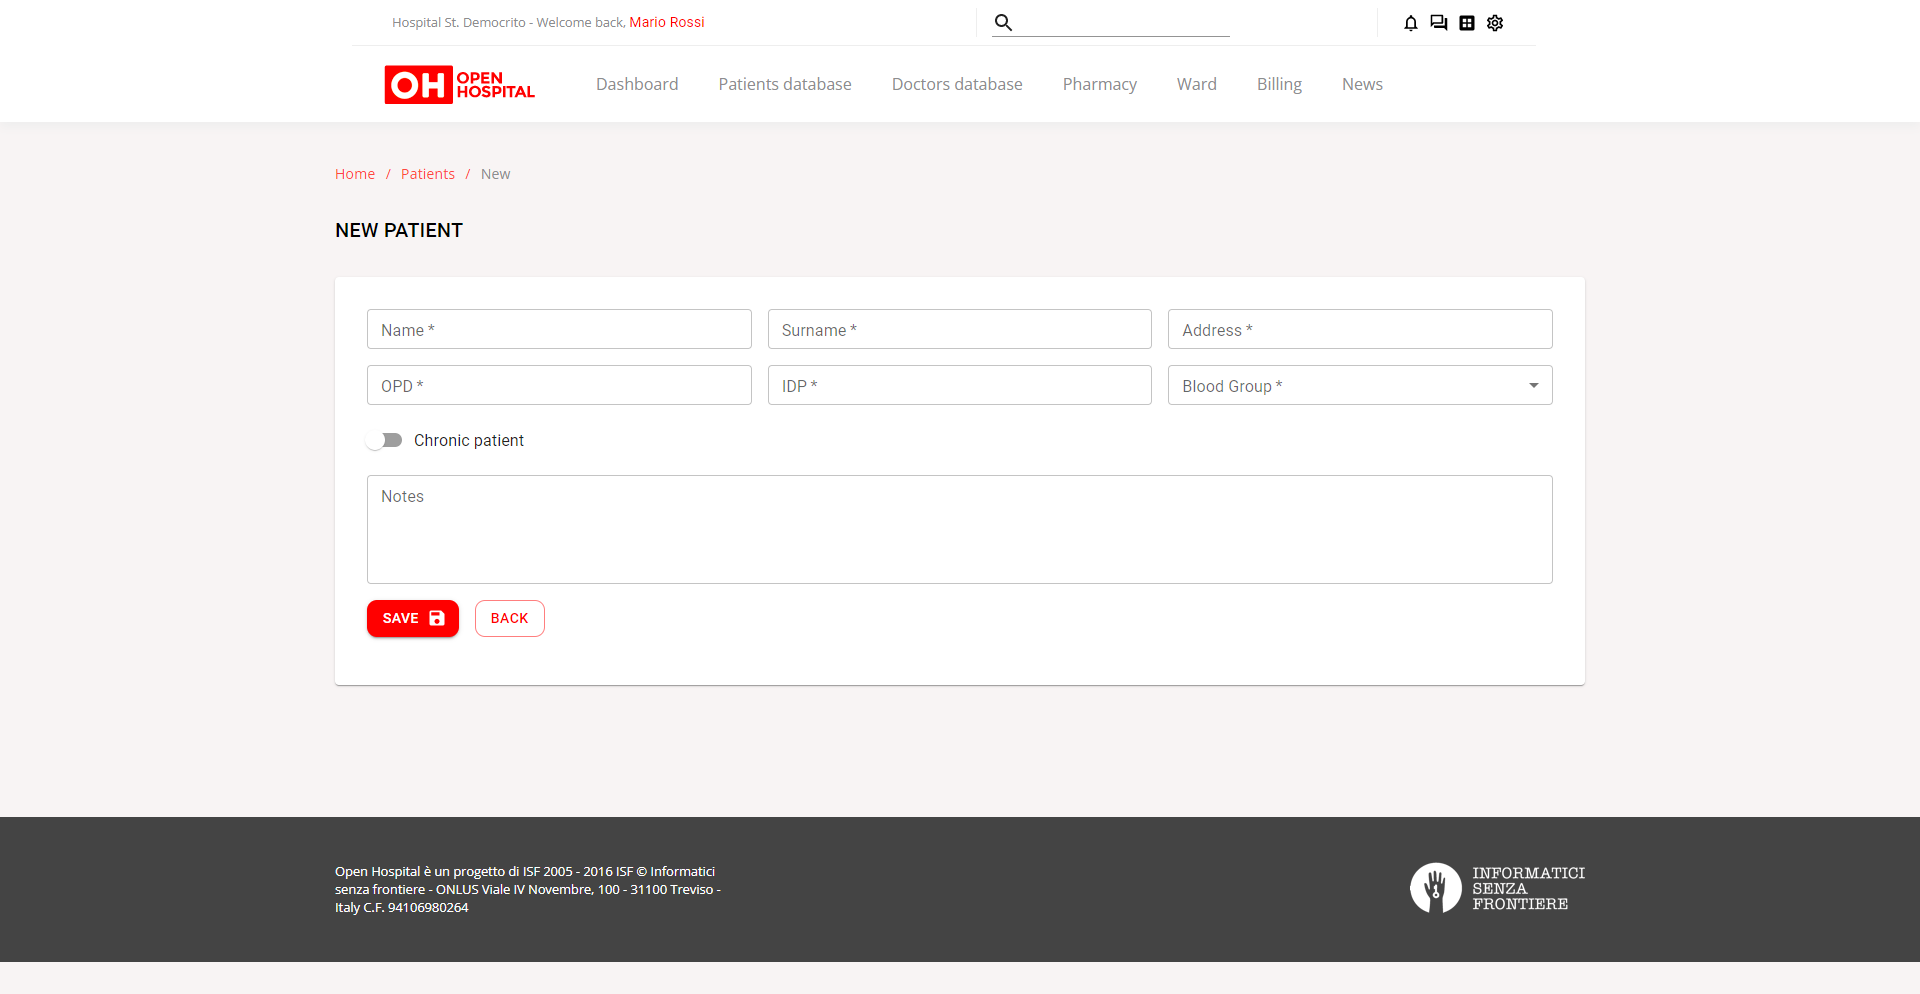 Hospital St. Democrito - Welcome back, Mario Rossi
OH OPEN HOSPITAL
Dashboard
Patients database
Doctors database
Pharmacy
Ward
Billing
News
Home / Patients / New
NEW PATIENT
Name *
Surname *
Address *
OPD *
IDP *
Blood Group *
Chronic patient
Notes
SAVE
BACK
Open Hospital è un progetto di ISF 2005 - 2016 ISF © Informatici
senza frontiere - ONLUS Viale IV Novembre, 100 - 31100 Treviso -
Italy C.F. 94106980264
INFORMATICI
SENZA
FRONTIERE